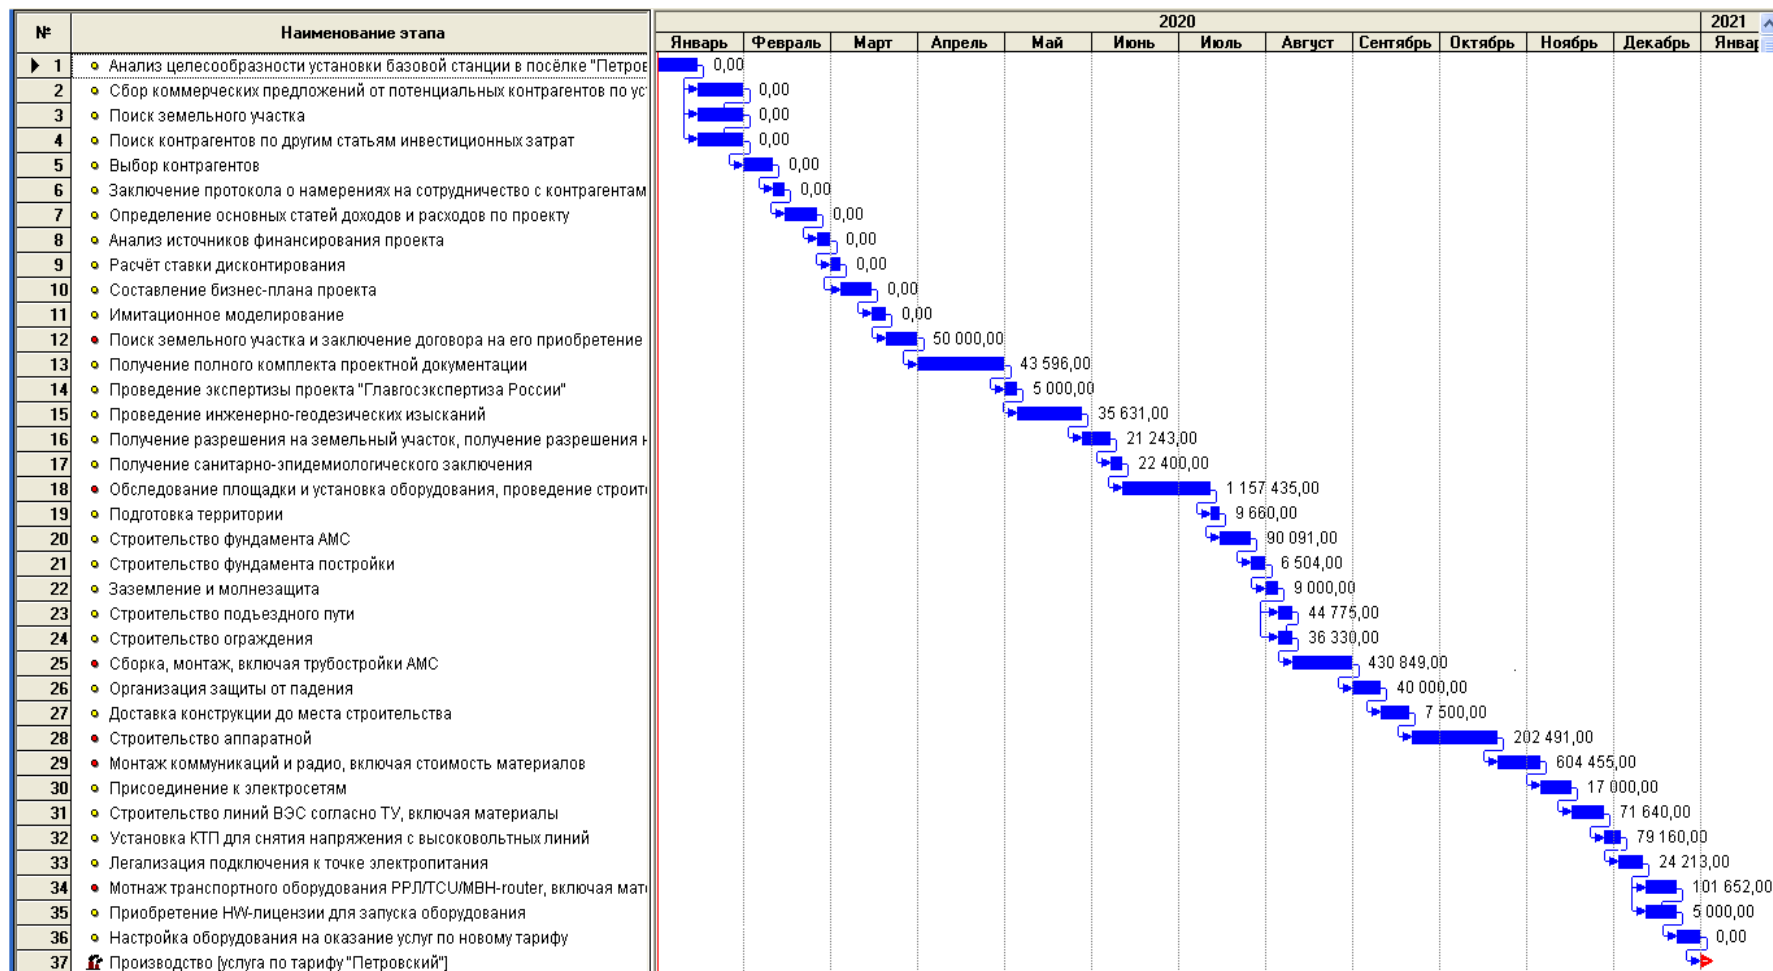 № Наименование этапа 2020 2021
Январь Февраль Март Апрель Май Июнь Июль Август Сентябрь Октябрь Ноябрь Декабрь Январ
1 Анализ целесообразности установки базовой станции в посёлке "Петров 0,00
2 Сбор коммерческих предложений от потенциальных контрагентов по ус 0,00
3 Поиск земельного участка 0,00
4 Поиск контрагентов по другим статьям инвестиционных затрат 0,00
5 Выбор контрагентов 0,00
6 Заключение протокола о намерениях на сотрудничество с контрагентам 0,00
7 Определение основных статей доходов и расходов по проекту 0,00
8 Анализ источников финансирования проекта 0,00
9 Расчёт ставки дисконтирования 0,00
10 Составление бизнес-плана проекта 0,00
11 Имитационное моделирование 0,00
12 Поиск земельного участка и заключение договора на его приобретение 50 000,00
13 Получение полного комплекта проектной документации 43 596,00
14 Проведение экспертизы проекта "Главгосэкспертиза России" 5 000,00
15 Проведение инженерно-геодезических изысканий 35 631,00
16 Получение разрешения на земельный участок, получение разрешения н 21 243,00
17 Получение санитарно-эпидемиологического заключения 22 400,00
18 Обследование площадки и установка оборудования, проведение строит 1 157 435,00
19 Подготовка территории 9 660,00
20 Строительство фундамента АМС 90 091,00
21 Строительство фундамента постройки 6 504,00
22 Заземление и молнезащита 9 000,00
23 Строительство подъездного пути 44 775,00
24 Строительство ограждения 36 330,00
25 Сборка, монтаж, включая трубостройки АМС 430 849,00
26 Организация защиты от падения 40 000,00
27 Доставка конструкции до места строительства 7 500,00
28 Строительство аппаратной 202 491,00
29 Монтаж коммуникаций и радио, включая стоимость материалов 604 455,00
30 Присоединение к электросетям 17 000,00
31 Строительство линий ВЭС согласно ТУ, включая материалы 71 640,00
32 Установка КТП для снятия напряжения с высоковольтных линий 79 160,00
33 Легализация подключения к точке электропитания 24 213,00
34 Мотнаж транспортного оборудования РРЛ/TCU/MBH-router, включая мат 101 652,00
35 Приобретение HW-лицензии для запуска оборудования 5 000,00
36 Настройка оборудования на оказание услуг по новому тарифу 0,00
37 Производство [услуга по тарифу "Петровский"]